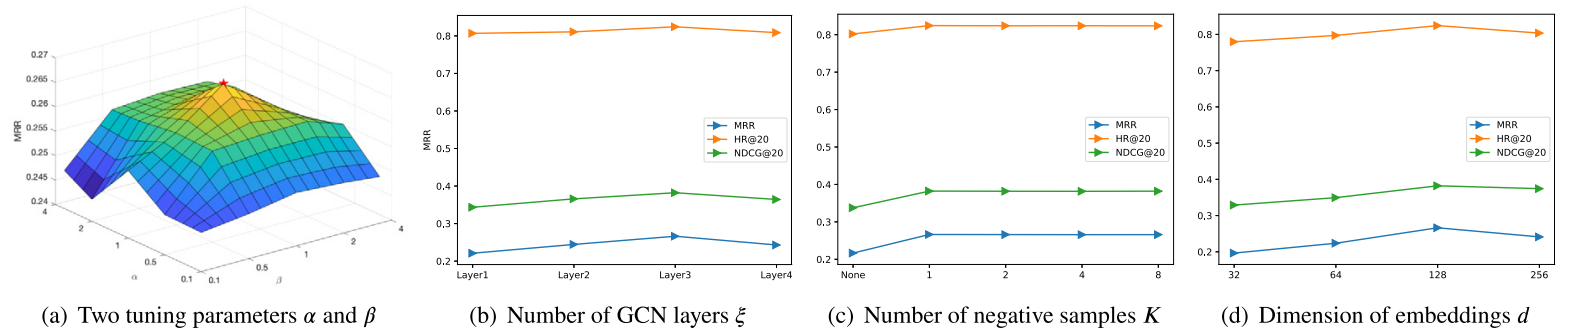 0.27
0.265
0.26
0.255
0.25
0.245
0.24
MRR
4
2
1
0.5
0.1
α
0.1
0.5
1
2
4
β
(a) Two tuning parameters α and β
0.8
0.7
0.6
0.5
0.4
0.3
0.2
MRR
MRR
HR@20
NDCG@20
Layer1 Layer2 Layer3 Layer4
(b) Number of GCN layers ξ
0.8
0.7
0.6
0.5
0.4
0.3
0.2
MRR
HR@20
NDCG@20
None 1 2 4 8
(c) Number of negative samples K
0.8
0.7
0.6
0.5
0.4
0.3
0.2
MRR
HR@20
NDCG@20
32 64 128 256
(d) Dimension of embeddings d